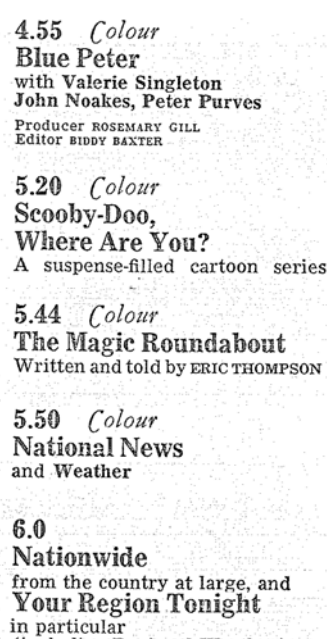 4.55 Colour
Blue Peter
with Valerie Singleton
John Noakes, Peter Purves
Producer ROSEMARY GILL
Editor BIDDY BAXTER
5.20 Colour
Scooby-Doo,
Where Are You?
A suspense-filled cartoon series
5.44 Colour
The Magic Roundabout
Written and told by ERIC THOMPSON
5.50 Colour
National News
and Weather
6.0
Nationwide
from the country at large, and
Your Region Tonight
in particular